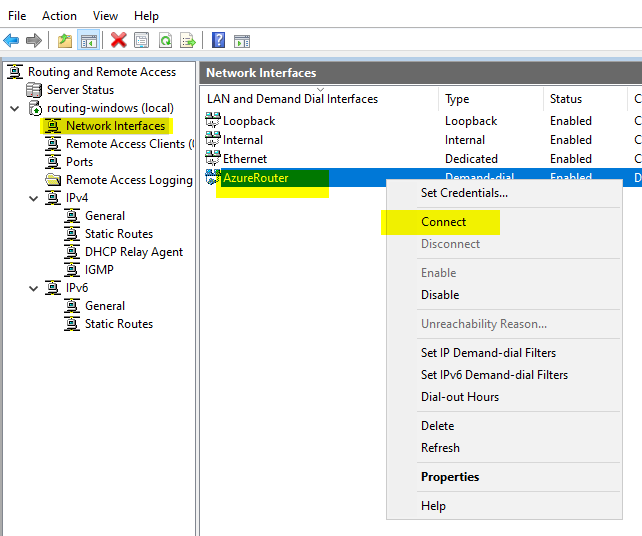 File Action View Help
Routing and Remote Access
Server Status
routing-windows (local)
Network Interfaces
Remote Access Clients (
Ports
Remote Access Logging
IPv4
General
Static Routes
DHCP Relay Agent
IGMP
IPv6
General
Static Routes
Network Interfaces
LAN and Demand Dial Interfaces Type Status C
Loopback Loopback Enabled C
Internal Internal Enabled C
Ethernet Dedicated Enabled C
AzureRouter Demand-dial Enabled D
Set Credentials...
Connect
Disconnect
Enable
Disable
Unreachability Reason...
Set IP Demand-dial Filters
Set IPv6 Demand-dial Filters
Dial-out Hours
Delete
Refresh
Properties
Help